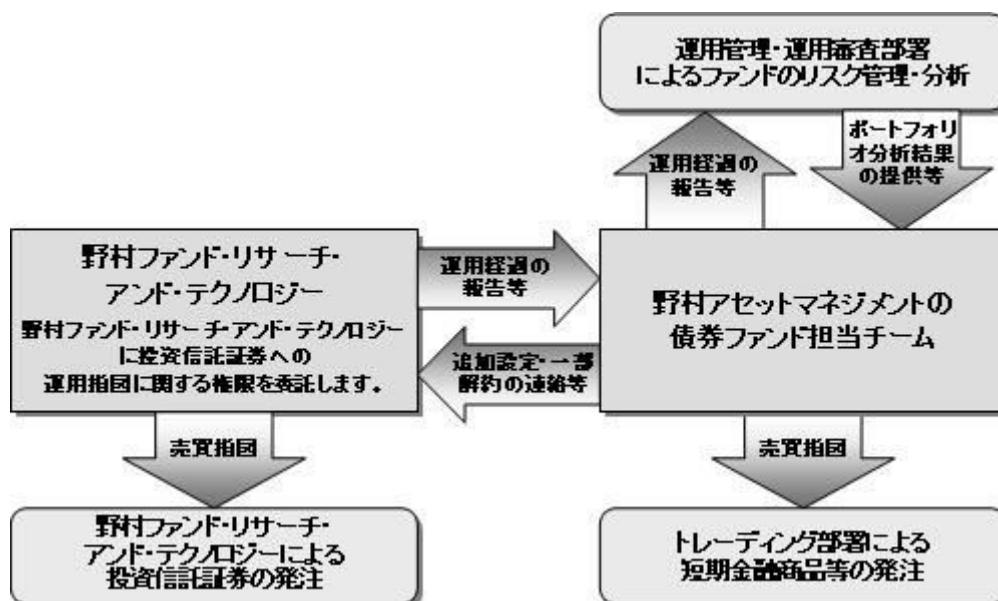 運用管理・運用審査部署
によるファンドのリスク管理・分析
運用経過の
報告等
ポートフォリ
オ分析結果
の提供等
野村ファンド・リサーチ・
アンド・テクノロジー
野村ファンド・リサーチ・アンド・テクノロジー
に投資信託証券への
運用指図に関する権限を委託します。
運用経過の
報告等
追加設定・一部
解約の連絡等
野村アセットマネジメントの
債券ファンド担当チーム
売買指図
売買指図
野村ファンド・リサーチ・
アンド・テクノロジーによる
投資信託証券の発注
トレーディング部署による
短期金融商品等の発注